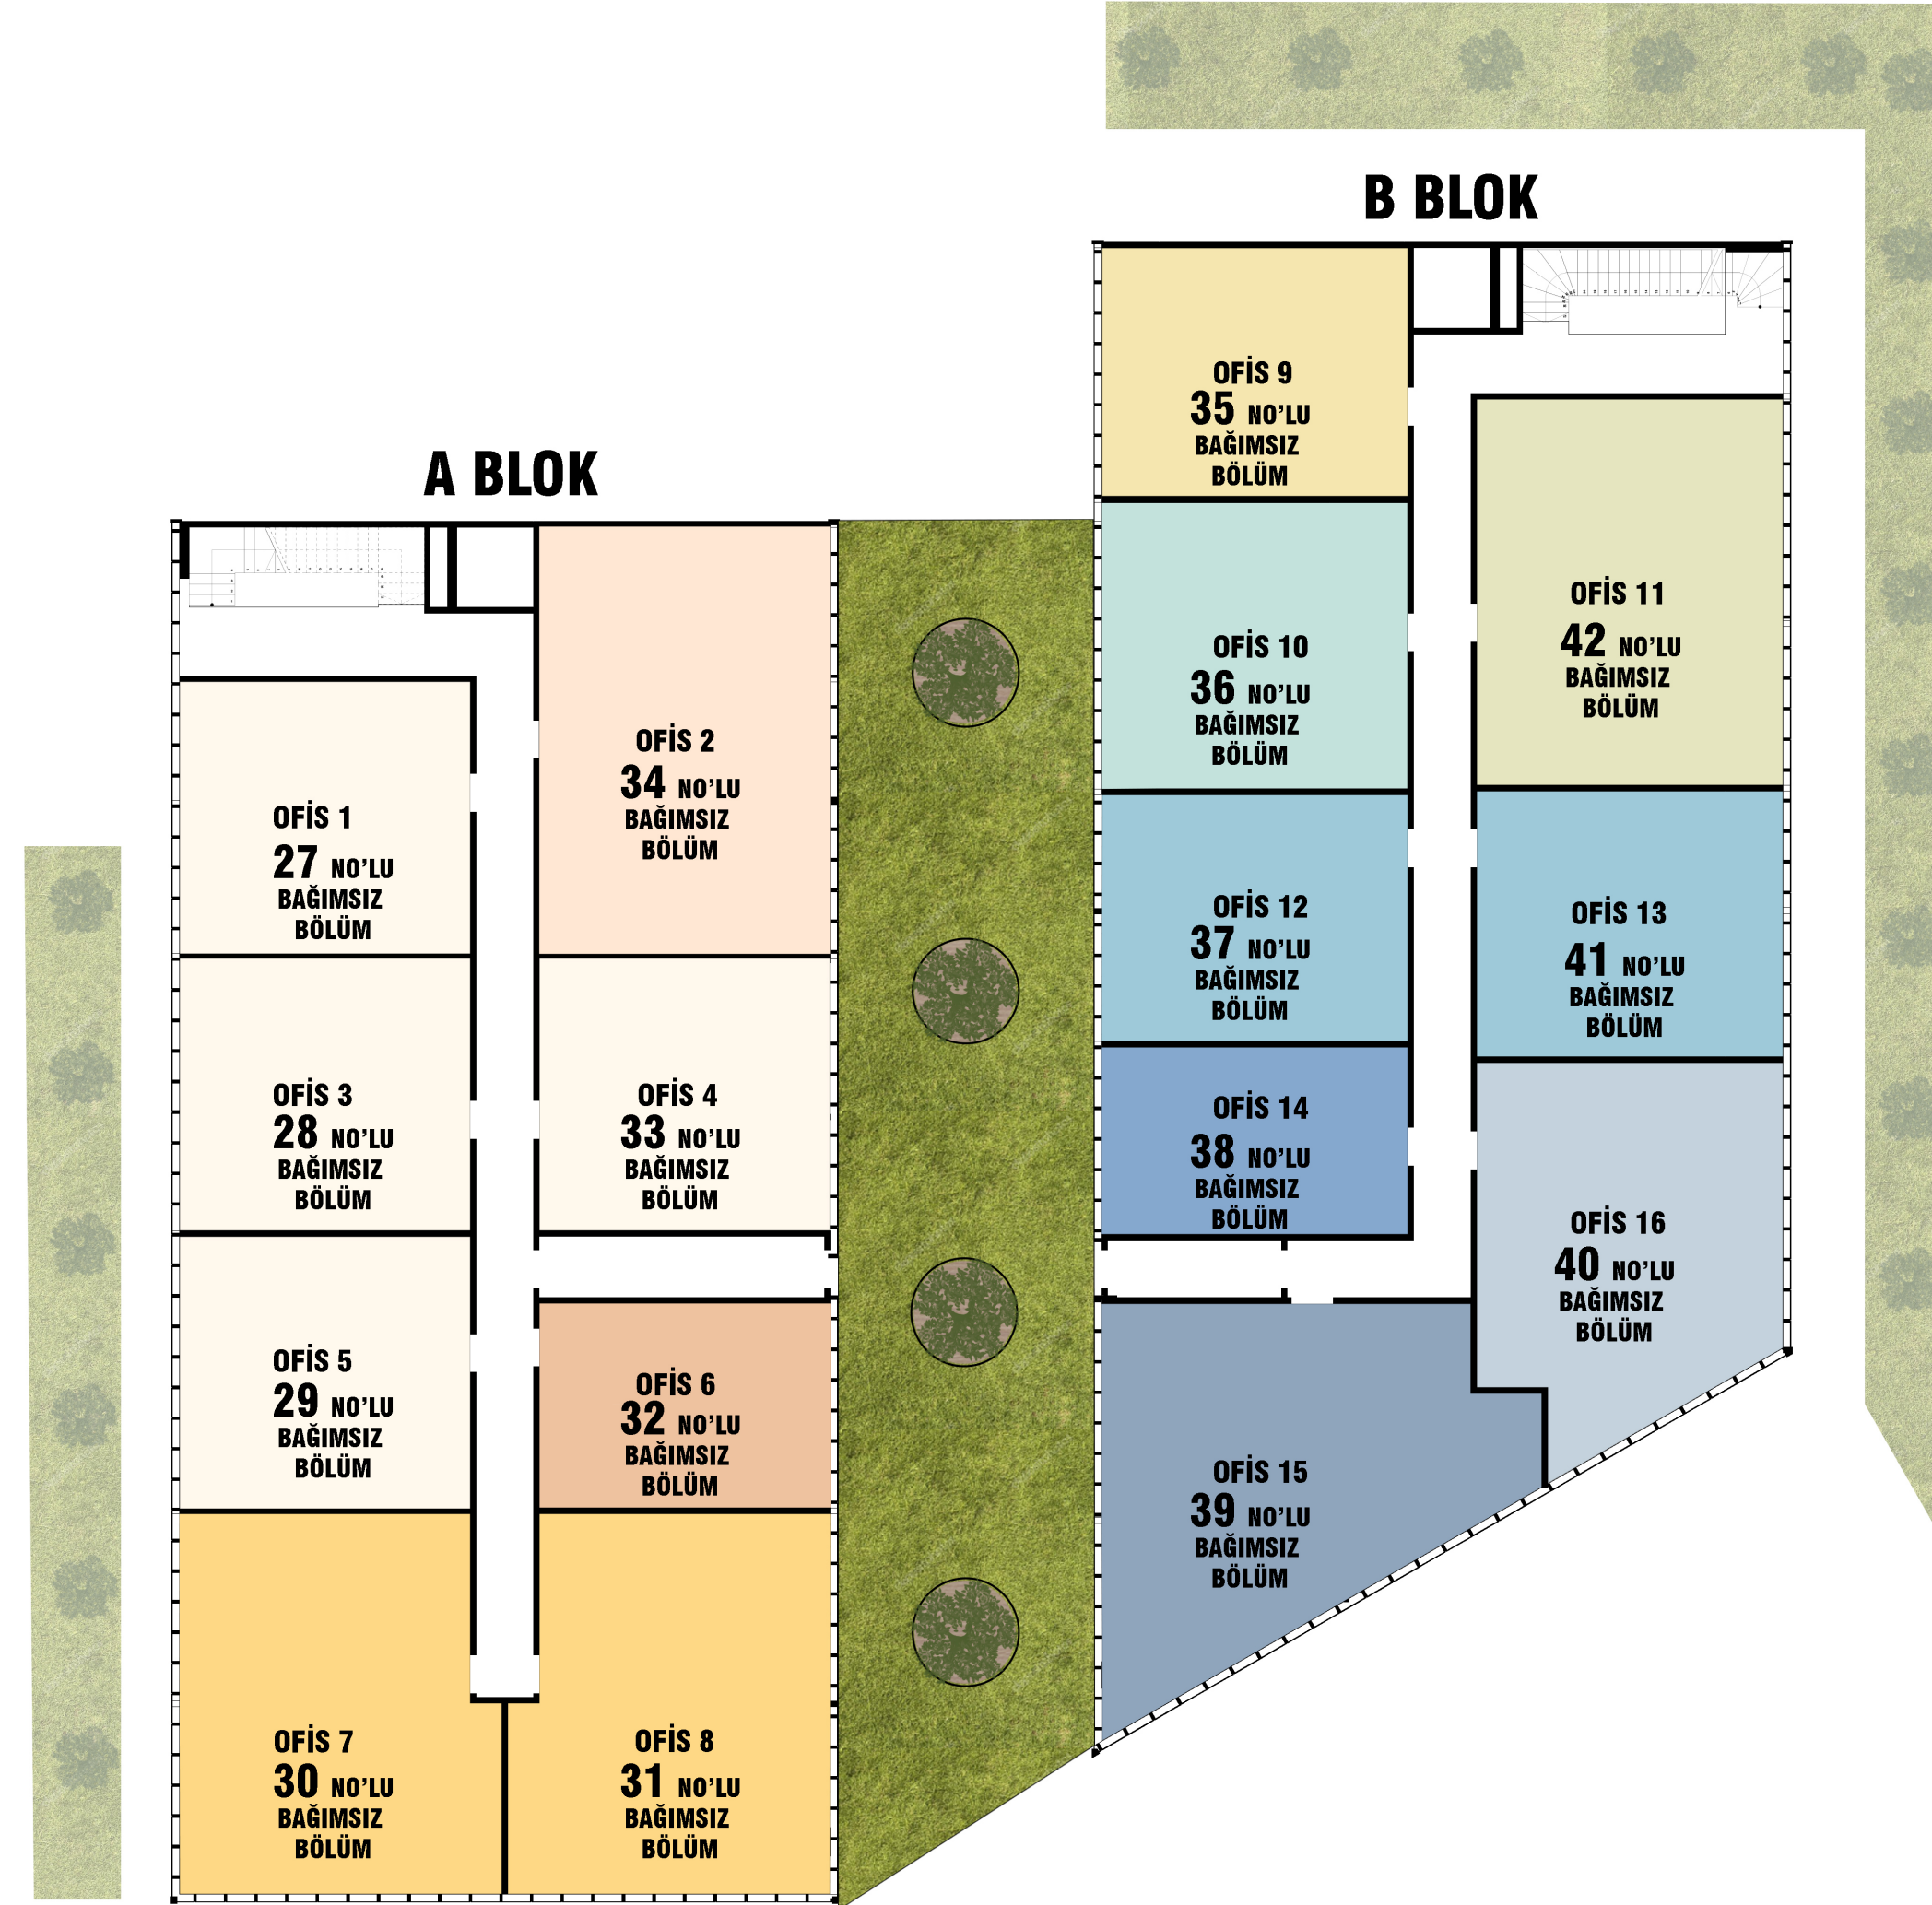 B BLOK
A BLOK
OFİS 1
27 NO'LU
BAĞIMSIZ
BÖLÜM
OFİS 2
34 NO'LU
BAĞIMSIZ
BÖLÜM
OFİS 3
28 NO'LU
BAĞIMSIZ
BÖLÜM
OFİS 4
33 NO'LU
BAĞIMSIZ
BÖLÜM
OFİS 5
29 NO'LU
BAĞIMSIZ
BÖLÜM
OFİS 6
32 NO'LU
BAĞIMSIZ
BÖLÜM
OFİS 7
30 NO'LU
BAĞIMSIZ
BÖLÜM
OFİS 8
31 NO'LU
BAĞIMSIZ
BÖLÜM
OFİS 9
35 NO'LU
BAĞIMSIZ
BÖLÜM
OFİS 10
36 NO'LU
BAĞIMSIZ
BÖLÜM
OFİS 11
42 NO'LU
BAĞIMSIZ
BÖLÜM
OFİS 12
37 NO'LU
BAĞIMSIZ
BÖLÜM
OFİS 13
41 NO'LU
BAĞIMSIZ
BÖLÜM
OFİS 14
38 NO'LU
BAĞIMSIZ
BÖLÜM
OFİS 15
39 NO'LU
BAĞIMSIZ
BÖLÜM
OFİS 16
40 NO'LU
BAĞIMSIZ
BÖLÜM